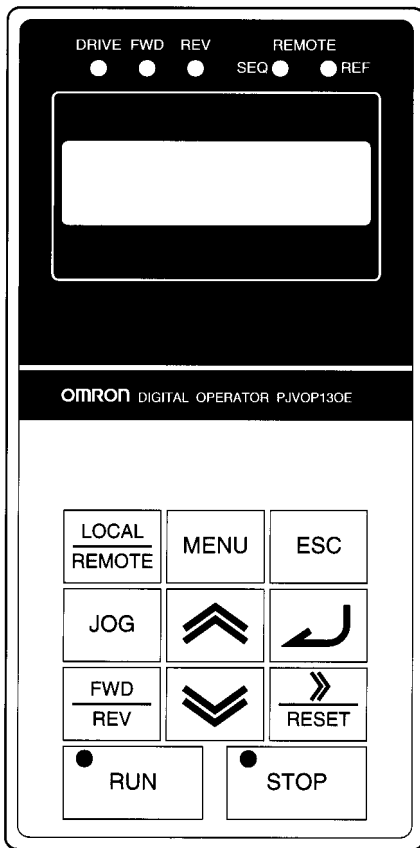 DRIVE FWD REV REMOTE
SEQ REF
OMRON DIGITAL OPERATOR PJVOP130E
LOCAL
REMOTE
MENU
ESC
JOG
FWD
REV
RESET
RUN
STOP